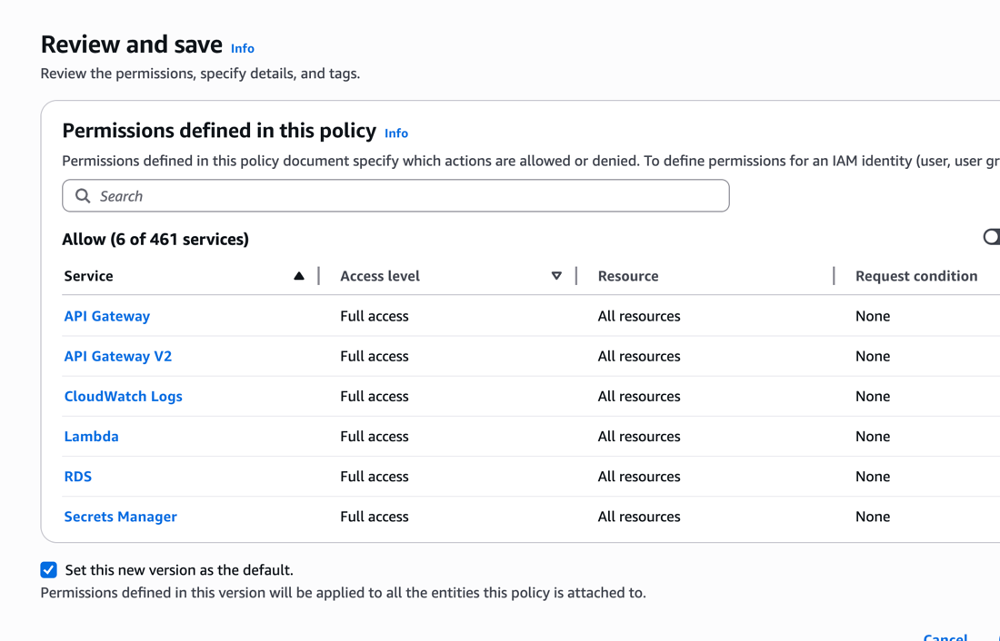 Review and save Info
Review the permissions, specify details, and tags.
Permissions defined in this policy Info
Permissions defined in this policy document specify which actions are allowed or denied. To define permissions for an IAM identity (user, user gr
Search
Allow (6 of 461 services)
Service Access level Resource Request condition
API Gateway Full access All resources None
API Gateway V2 Full access All resources None
CloudWatch Logs Full access All resources None
Lambda Full access All resources None
RDS Full access All resources None
Secrets Manager Full access All resources None
Set this new version as the default.
Permissions defined in this version will be applied to all the entities this policy is attached to.
Cancel